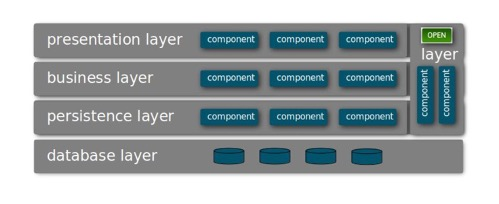 presentation layer component component component
OPEN
layer
component component
business layer component component component
persistence layer component component component
database layer